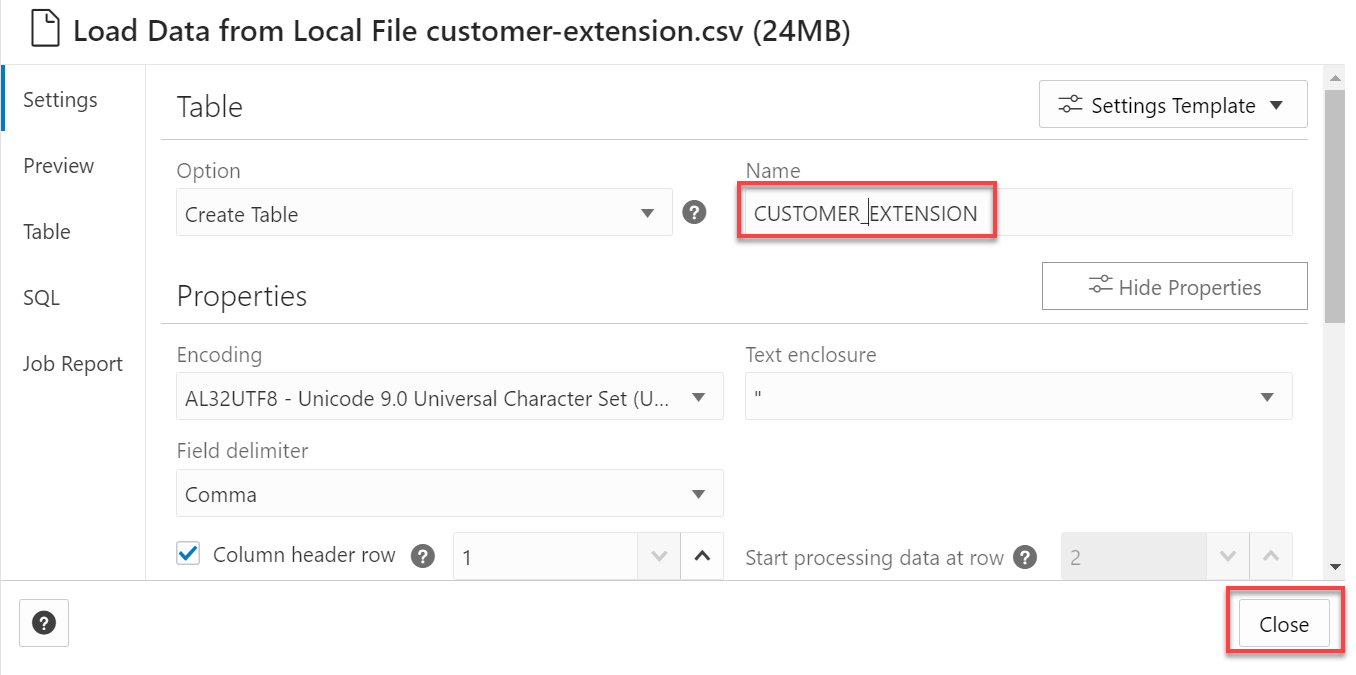 Load Data from Local File customer-extension.csv (24MB)
Settings
Preview
Table
SQL
Job Report
Table
Settings Template
Option
Name
Create Table
?
CUSTOMER_EXTENSION
Properties
Hide Properties
Encoding
Text enclosure
AL32UTF8 - Unicode 9.0 Universal Character Set (U...
"
Field delimiter
Comma
Column header row ? 1
Start processing data at row ? 2
?
Close